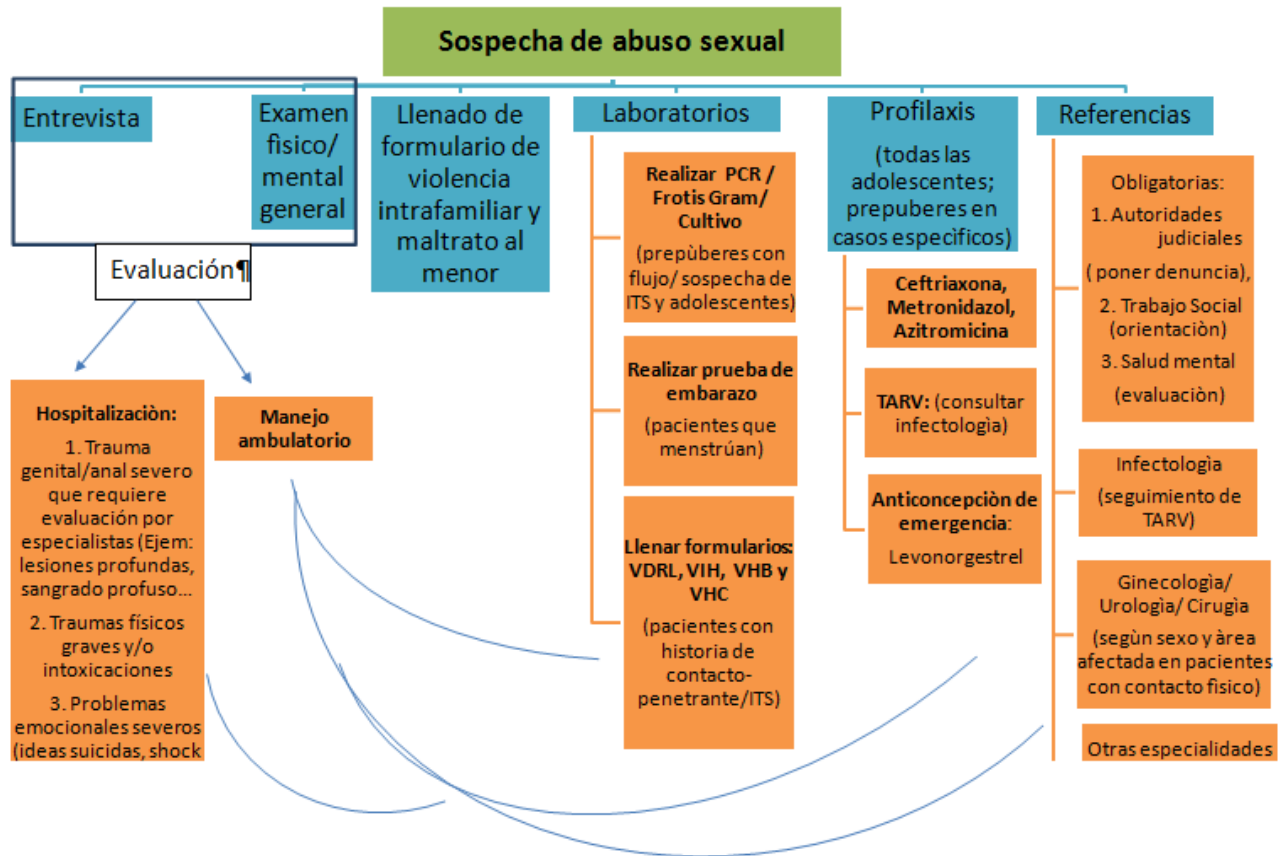 Sospecha de abuso sexual
Entrevista
Examen
fìsico/
mental
general
Evaluación¶
Hospitalizaciòn:
1. Trauma
genital/anal severo
que requiere
evaluación por
especialistas (Ejem:
lesiones profundas,
sangrado profuso...
2. Traumas físicos
graves y/o
intoxicaciones
3. Problemas
emocionales severos
(ideas suicidas, shock
Manejo
ambulatorio
Llenado de
formulario de
violencia
intrafamiliar y
maltrato al
menor
Laboratorios
Realizar PCR /
Frotis Gram/
Cultivo
(prepùberes con
flujo/ sospecha de
ITS y adolescentes)
Realizar prueba de
embarazo
(pacientes que
menstrúan)
Llenar formularios:
VDRL, VIH, VHB y
VHC
(pacientes con
historia de
contacto-
penetrante/ITS)
Profilaxis
(todas las
adolescentes;
prepuberes en
casos especìficos)
Ceftriaxona,
Metronidazol,
Azitromicina
TARV: (consultar
infectologìa)
Anticoncepciòn de
emergencia:
Levonorgestrel
Referencias
Obligatorias:
1. Autoridades
judiciales
( poner denuncia),
2. Trabajo Social
(orientaciòn)
3. Salud mental
(evaluaciòn)
Infectologìa
(seguimiento de
TARV)
Ginecologìa/
Urologìa/ Cirugìa
(segùn sexo y àrea
afectada en pacientes
con contacto fisico)
Otras especialidades